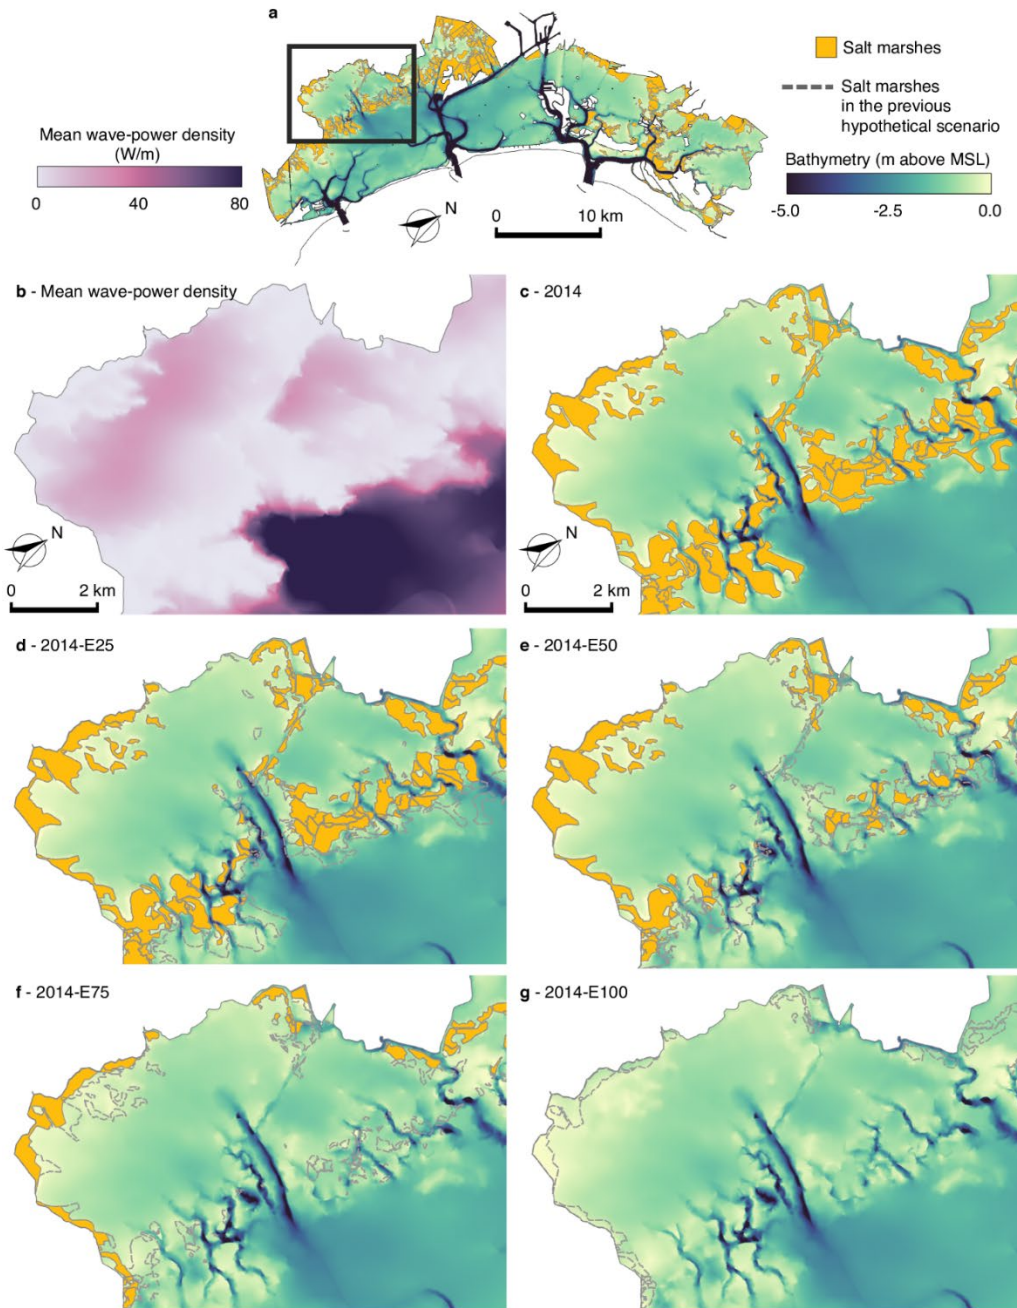 a
Salt marshes
Salt marshes
in the previous
hypothetical scenario
Mean wave-power density
(W/m)
0 40 80
N
0 10 km
Bathymetry (m above MSL)
-5.0 -2.5 0.0
b - Mean wave-power density
N
0 2 km
c - 2014
N
0 2 km
d - 2014-E25
e - 2014-E50
f - 2014-E75
g - 2014-E100